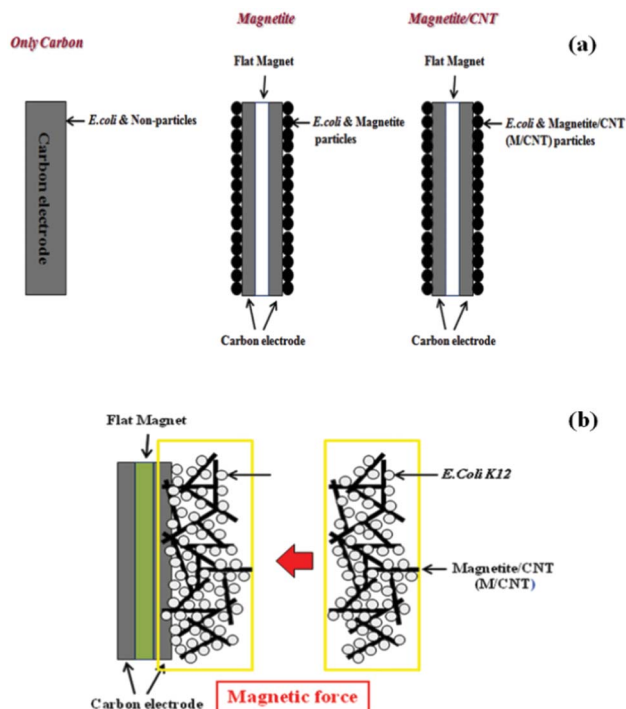 Only Carbon
Magnetite
Magnetite/CNT
(a)
Flat Magnet
Flat Magnet
Carbon electrode
E.coli & Non-particles
E.coli & Magnetite
particles
E.coli & Magnetite/CNT
(M/CNT) particles
Carbon electrode
Carbon electrode
(b)
Flat Magnet
E.Coli K12
Magnetite/CNT
(M/CNT)
Carbon electrode
Magnetic force